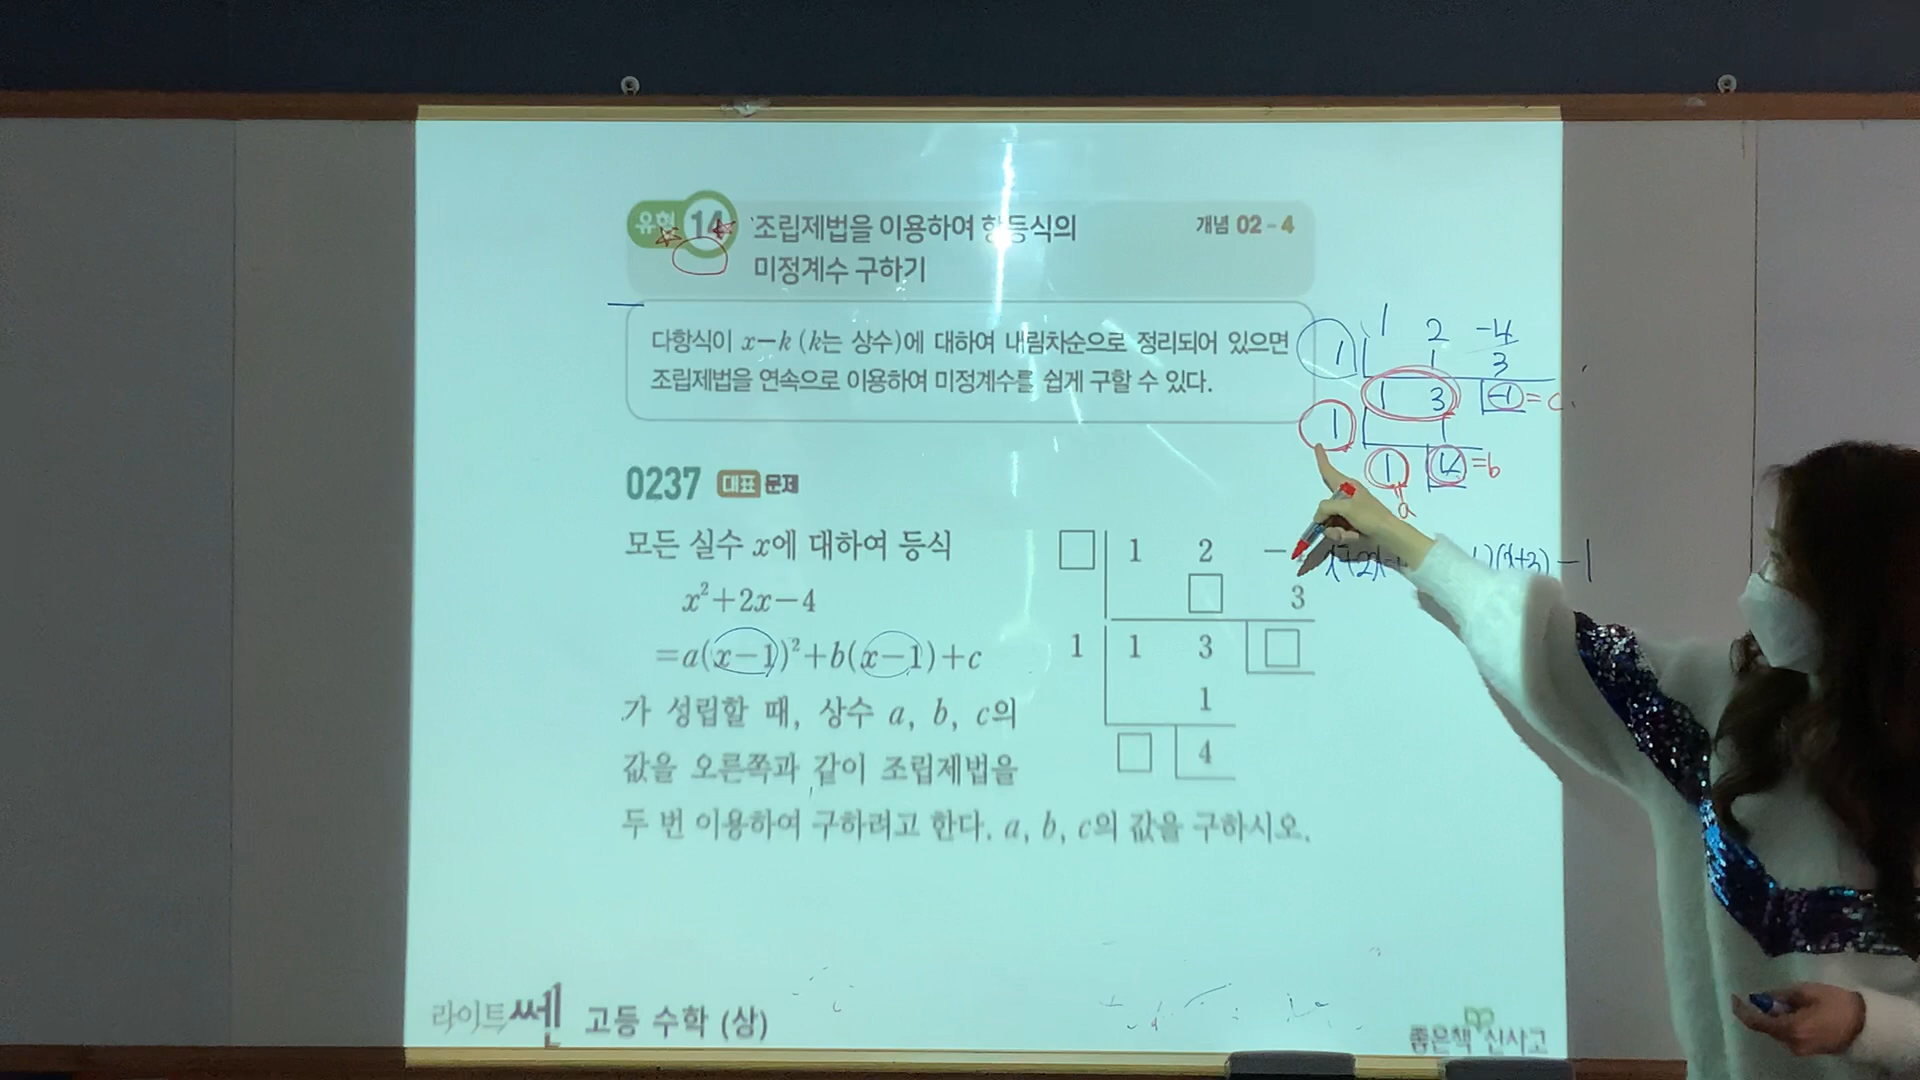 유형 14 조립제법을 이용하여 항등식의 개념 02-4
미정계수 구하기
다항식이 x-k (k는 상수)에 대하여 내림차순으로 정리되어 있으면
조립제법을 연속으로 이용하여 미정계수를 쉽게 구할 수 있다.
1 1 2 -4
1 3
1 3 -1 = c
1 1
1 4 = b
a
0237 대표 문제
모든 실수 x에 대하여 등식
x²+2x-4
=a(x-1)²+b(x-1)+c
가 성립할 때, 상수 a, b, c의
값을 오른쪽과 같이 조립제법을
두 번 이용하여 구하려고 한다. a, b, c의 값을 구하시오.
□ 1 2 -
□ 3
1 1 3 □
1
□ 4
x²+2x- 1)(x+3)-1
라이트쎈 고등 수학 (상)
좋은책 신사고